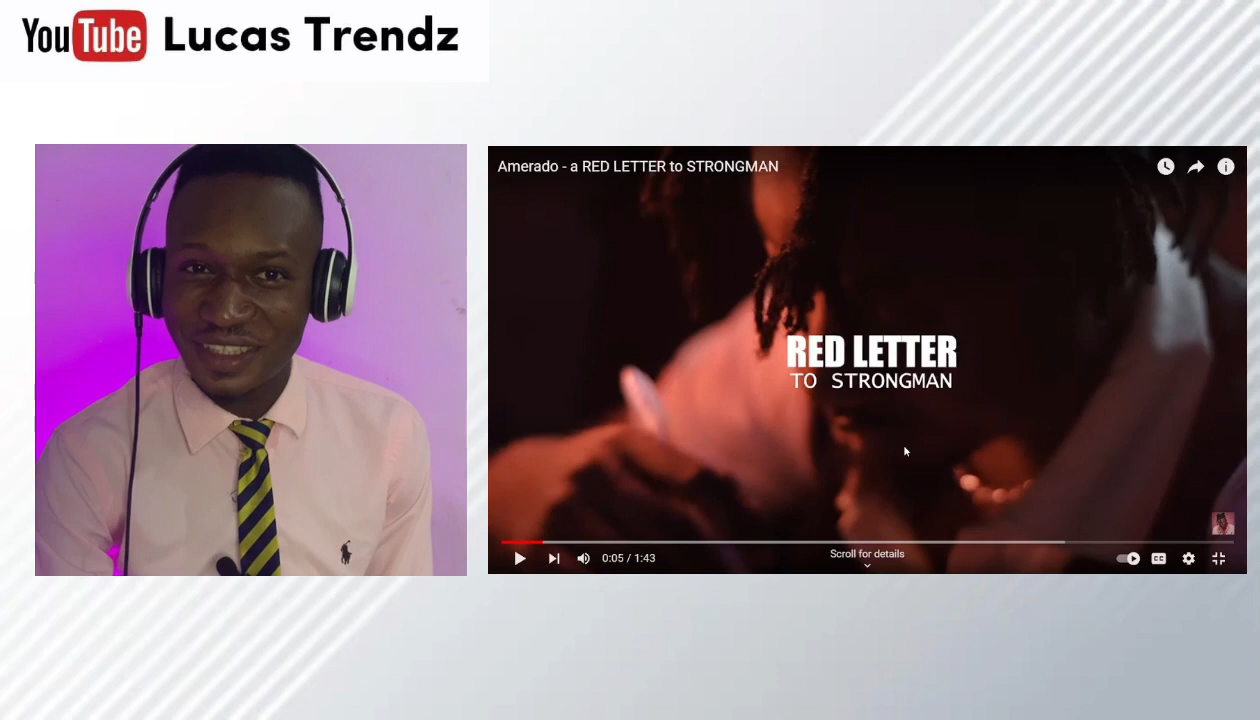 YouTube Lucas Trendz
Amerado - a RED LETTER to STRONGMAN
RED LETTER
TO STRONGMAN
Scroll for details
0:05 / 1:43